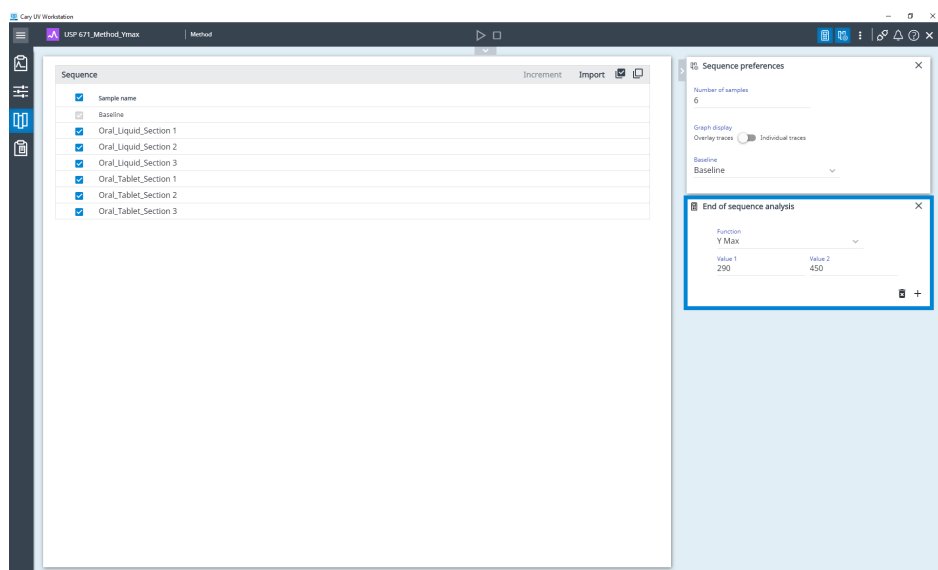 Cary UV Workstation
USP 671_Method_Ymax Method
Sequence Increment Import
Sample name
Baseline
Oral_Liquid_Section 1
Oral_Liquid_Section 2
Oral_Liquid_Section 3
Oral_Tablet_Section 1
Oral_Tablet_Section 2
Oral_Tablet_Section 3
Sequence preferences
Number of samples
6
Graph display
Overlay traces Individual traces
Baseline
Baseline
End of sequence analysis
Function
Y Max
Value 1 Value 2
290 450